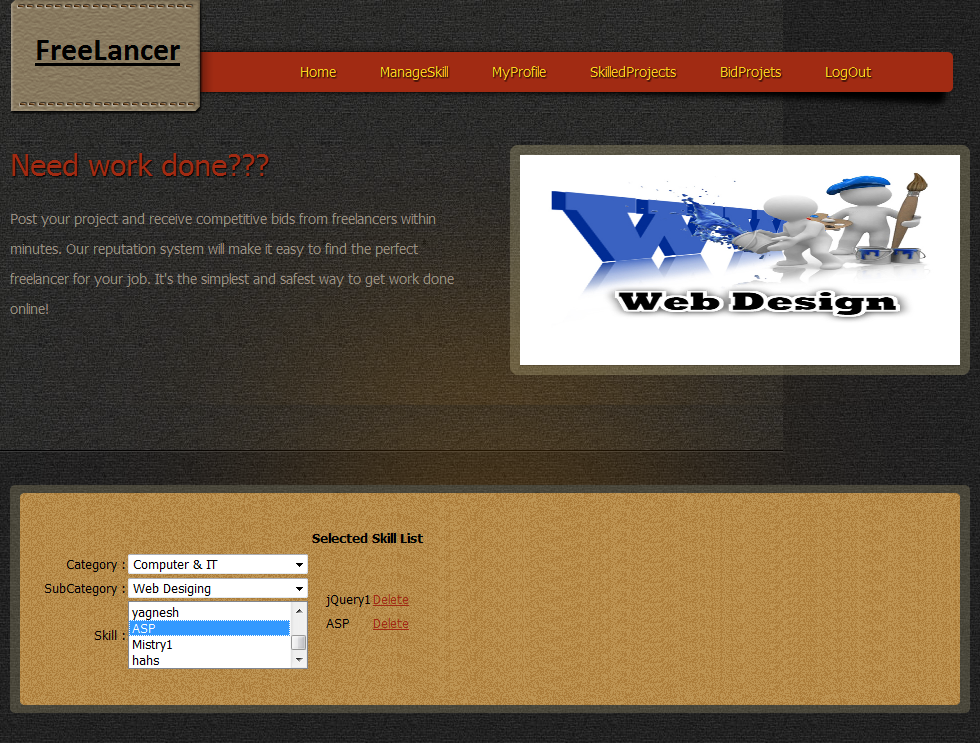 FreeLancer
Home ManageSkill MyProfile SkilledProjects BidProjets LogOut
Need work done???
Post your project and receive competitive bids from freelancers within
minutes. Our reputation system will make it easy to find the perfect
freelancer for your job. It's the simplest and safest way to get work done
online!
WW
Web Design
Selected Skill List
Category : Computer & IT
SubCategory : Web Desiging
Skill :
yagnesh
ASP
Mistry1
hahs
jQuery1 Delete
ASP Delete